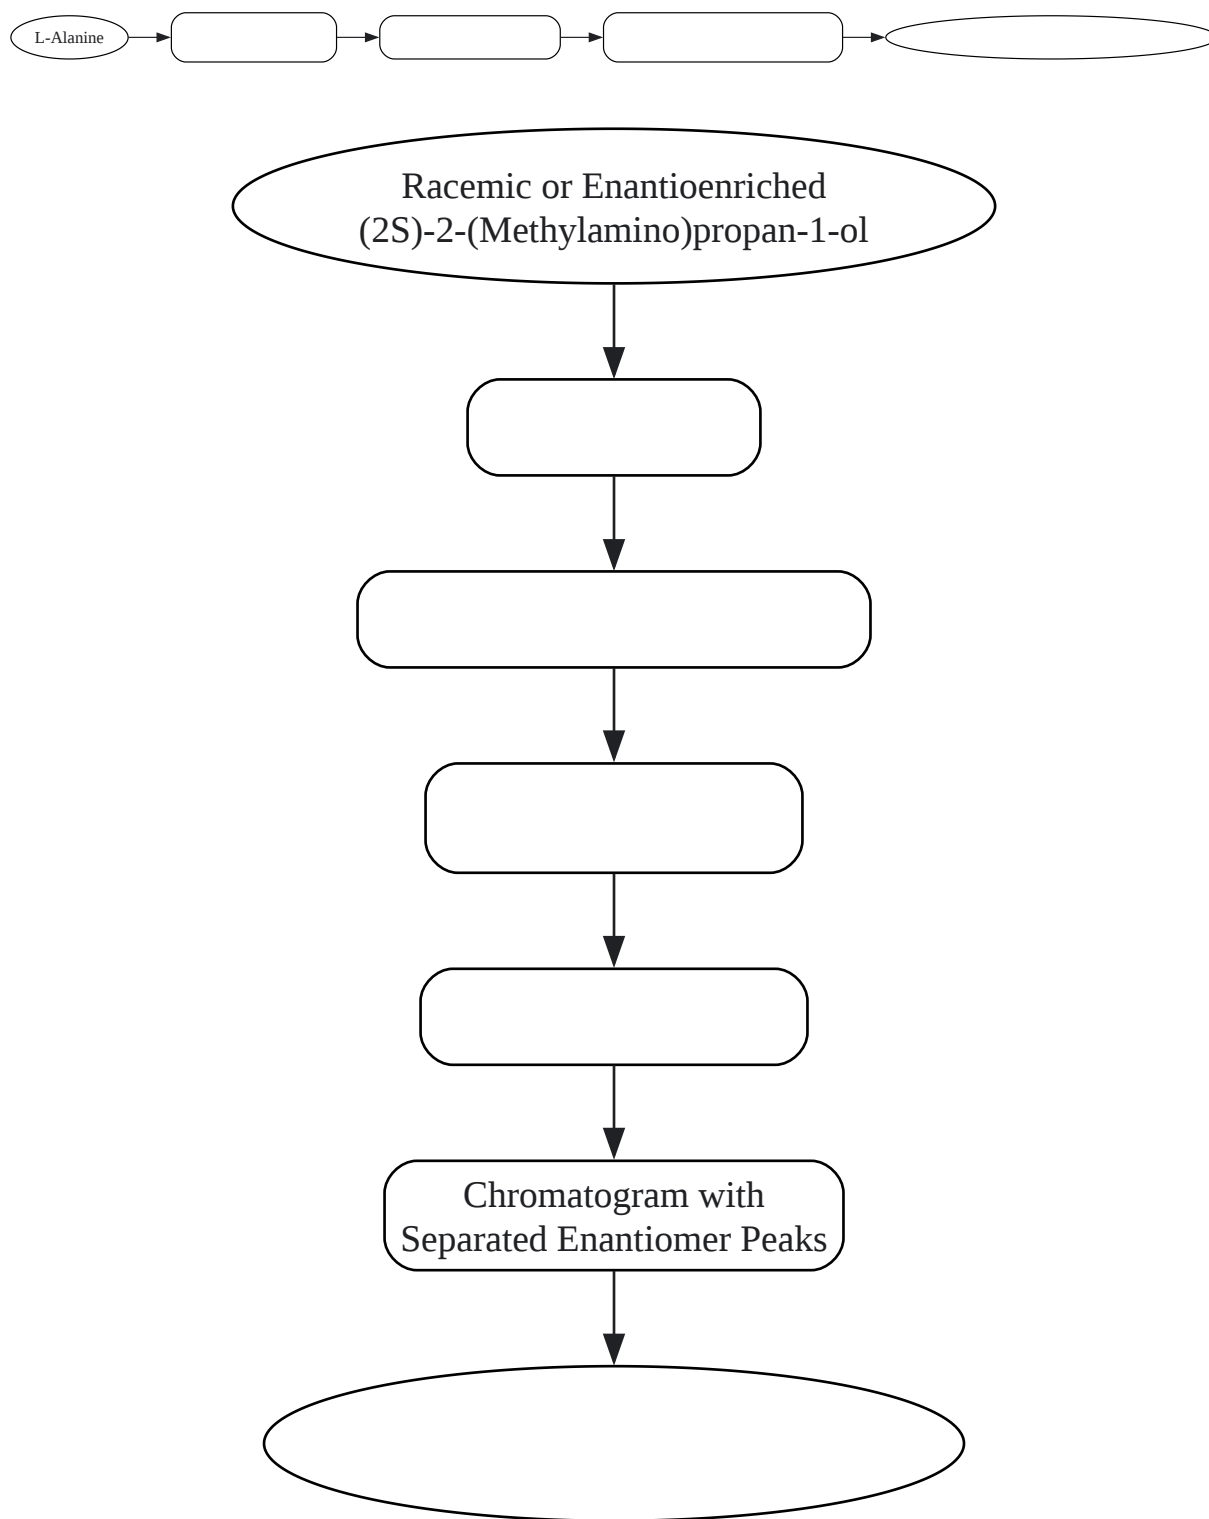 L-Alanine
Racemic or Enantioenriched
(2S)-2-(Methylamino)propan-1-ol
Chromatogram with
Separated Enantiomer Peaks